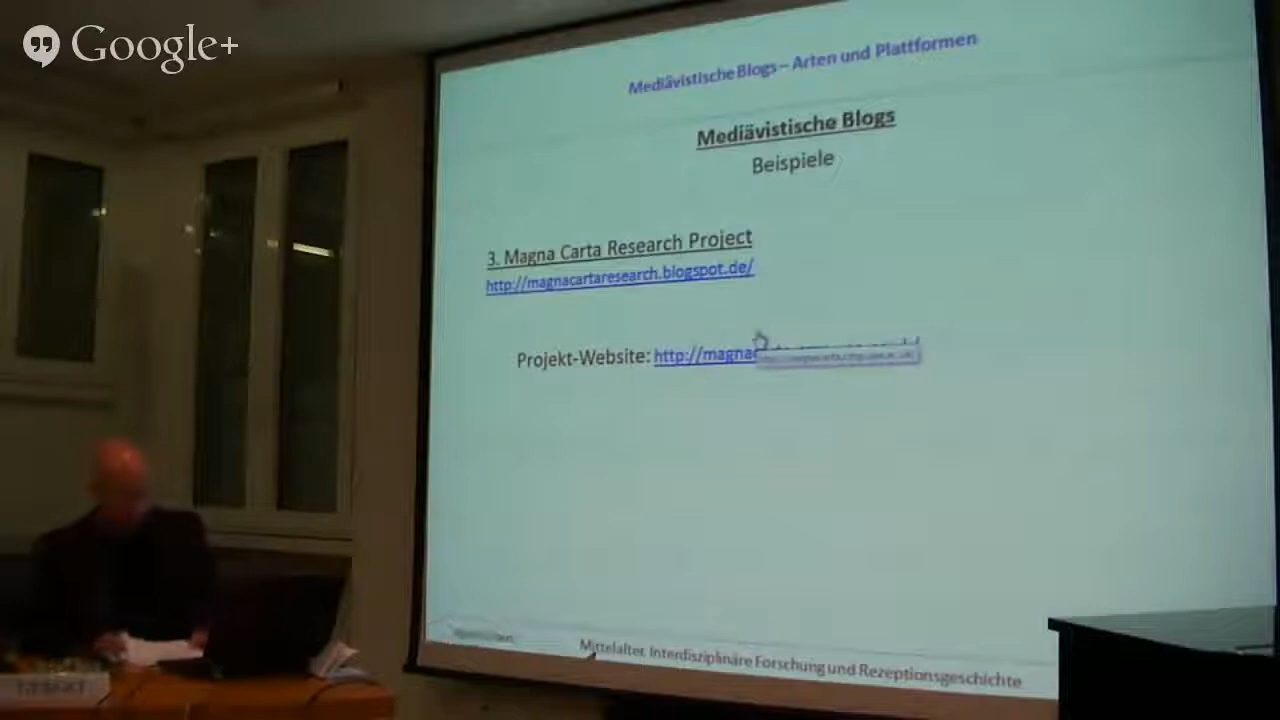 Google+
Mediävistische Blogs – Arten und Plattformen
Mediävistische Blogs
Beispiele
3. Magna Carta Research Project
http://magnacartaresearch.blogspot.de/
Projekt-Website: http://magna
Mittelalter. Interdisziplinäre Forschung und Rezeptionsgeschichte